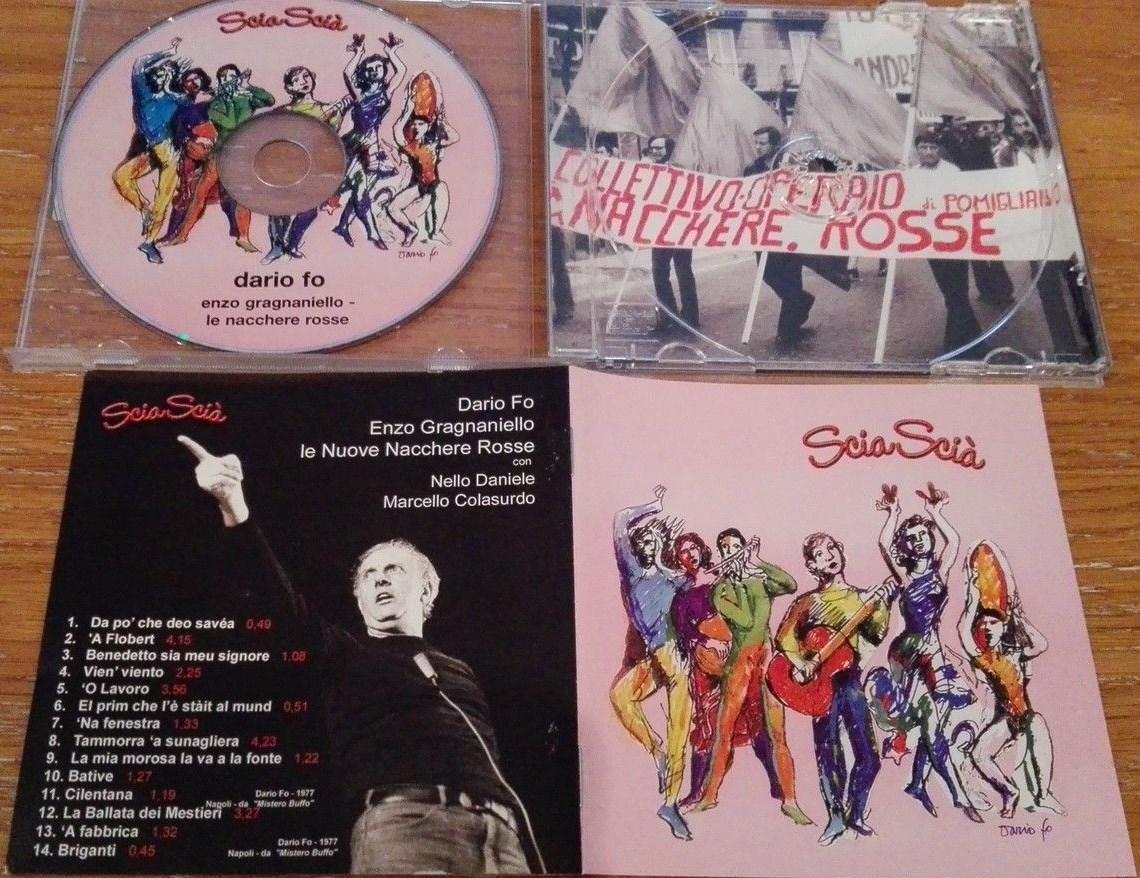 Scia Scià
Dario Fo
dario fo
enzo gragnaniello -
le nacchere rosse
ANDRE
COLLETTIVO·OPERAIO
NACCHERE. ROSSE
di POMIGLIANO
Scia Scià
Dario Fo
Enzo Gragnaniello
le Nuove Nacchere Rosse
con
Nello Daniele
Marcello Colasurdo
1. Da po' che deo savéa 0,49
2. 'A Flobert 4,15
3. Benedetto sia meu signore 1,08
4. Vien' viento 2,25
5. 'O Lavoro 3,56
6. El prim che l'è stàit al mund 0,51
7. 'Na fenestra 1,33
8. Tammorra 'a sunagliera 4,23
9. La mia morosa la va a la fonte 1,22
10. Bative 1,27
11. Cilentana 1,19
12. La Ballata dei Mestieri 3,27
13. 'A fabbrica 1,32
14. Briganti 0,45
Dario Fo - 1977
Napoli - da "Mistero Buffo"
Dario Fo - 1977
Napoli - da "Mistero Buffo"
Scia Scià
Dario fo